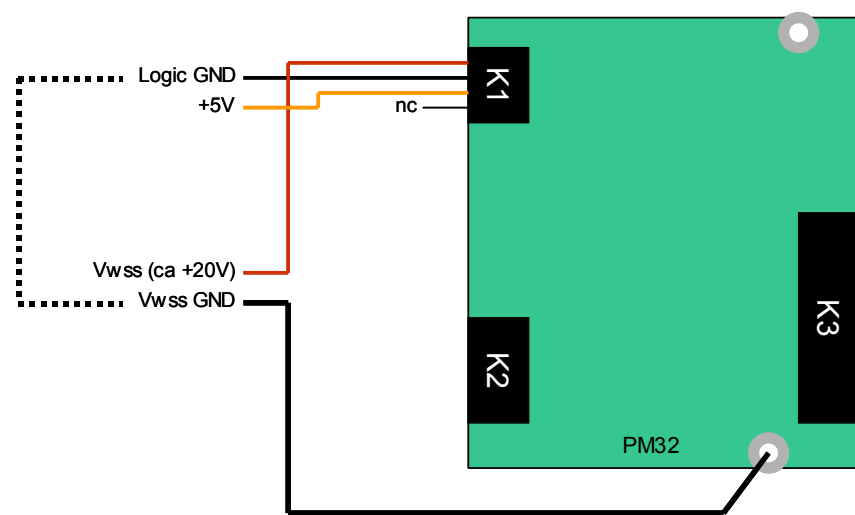 Logic GND
+5V
nc
K1
Vwss (ca +20V)
Vwss GND
K2
K3
PM32